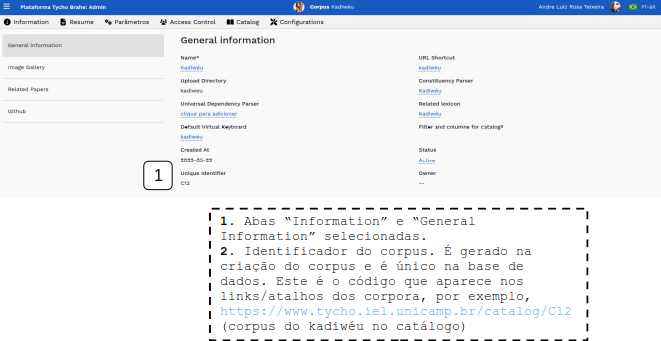 Plataforma Tycho Brahe: Admin
Corpus Kadiwéu
Andre Luiz Rosa Teixeira
PT-BR
Information Resume Parâmetros Access Control Catalog Configurations
General information
Image Gallery
Related Papers
Github
General information
Name*
Kadiwéu
URL Shortcut
kadiweu
Upload Directory
kadiweu
Constituency Parser
Kadiwéu
Universal Dependency Parser
clique para adicionar
Related lexicon
Kadiwéu
Default Virtual Keyboard
kadiwéu
Filter and columns for catalog*
Created At
Status
Active
Unique Identifier
C12
Owner
--
1
1. Abas “Information” e “General
Information” selecionadas.
2. Identificador do corpus. É gerado na
criação do corpus e é único na base de
dados. Este é o código que aparece nos
links/atalhos dos corpora, por exemplo,
https://www.tycho.iel.unicamp.br/catalog/C12
(corpus do kadiwéu no catálogo)